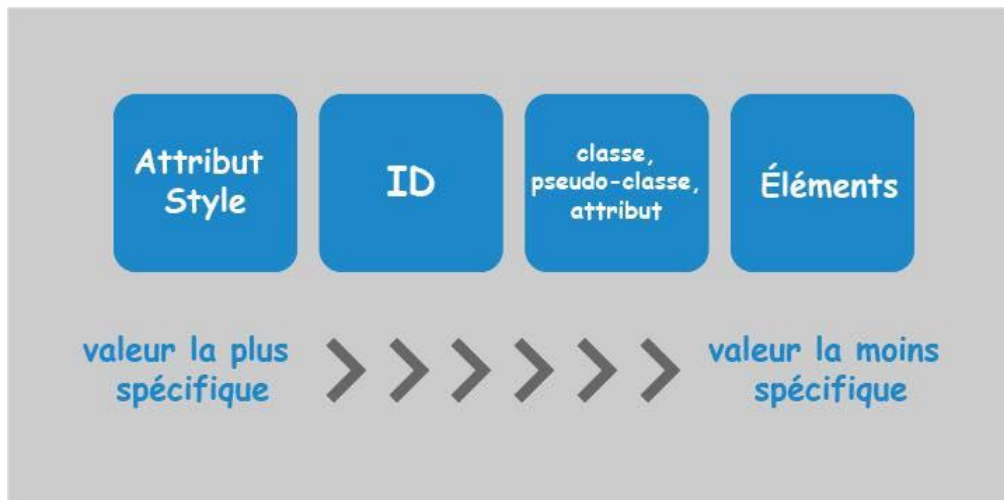 Attribut
Style
ID
classe,
pseudo-classe,
attribut
Éléments
valeur la plus
spécifique
valeur la moins
spécifique